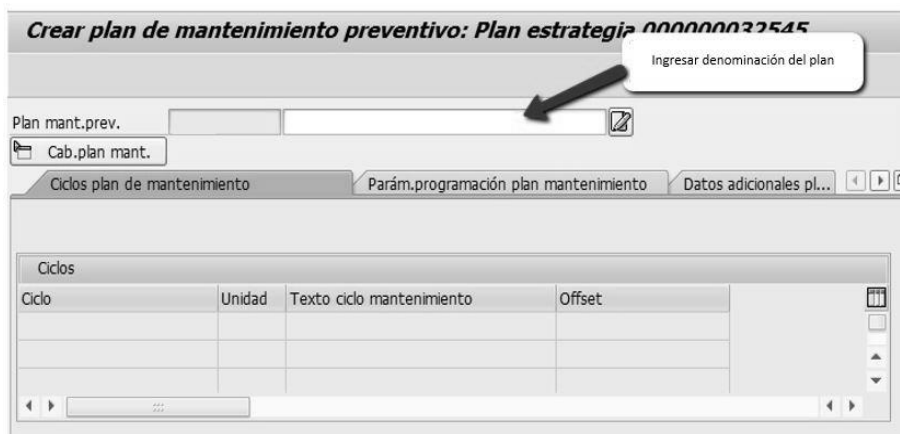 Crear plan de mantenimiento preventivo: Plan estrategia 000000032545
Ingresar denominación del plan
Plan mant.prev.
Cab.plan mant.
Ciclos plan de mantenimiento Parám.programación plan mantenimiento Datos adicionales pl...
Ciclos
Ciclo Unidad Texto ciclo mantenimiento Offset